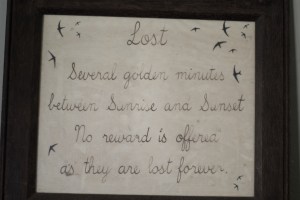 Lost
Several golden minutes
between Sunrise and Sunset
No reward is offered
as they are lost forever.